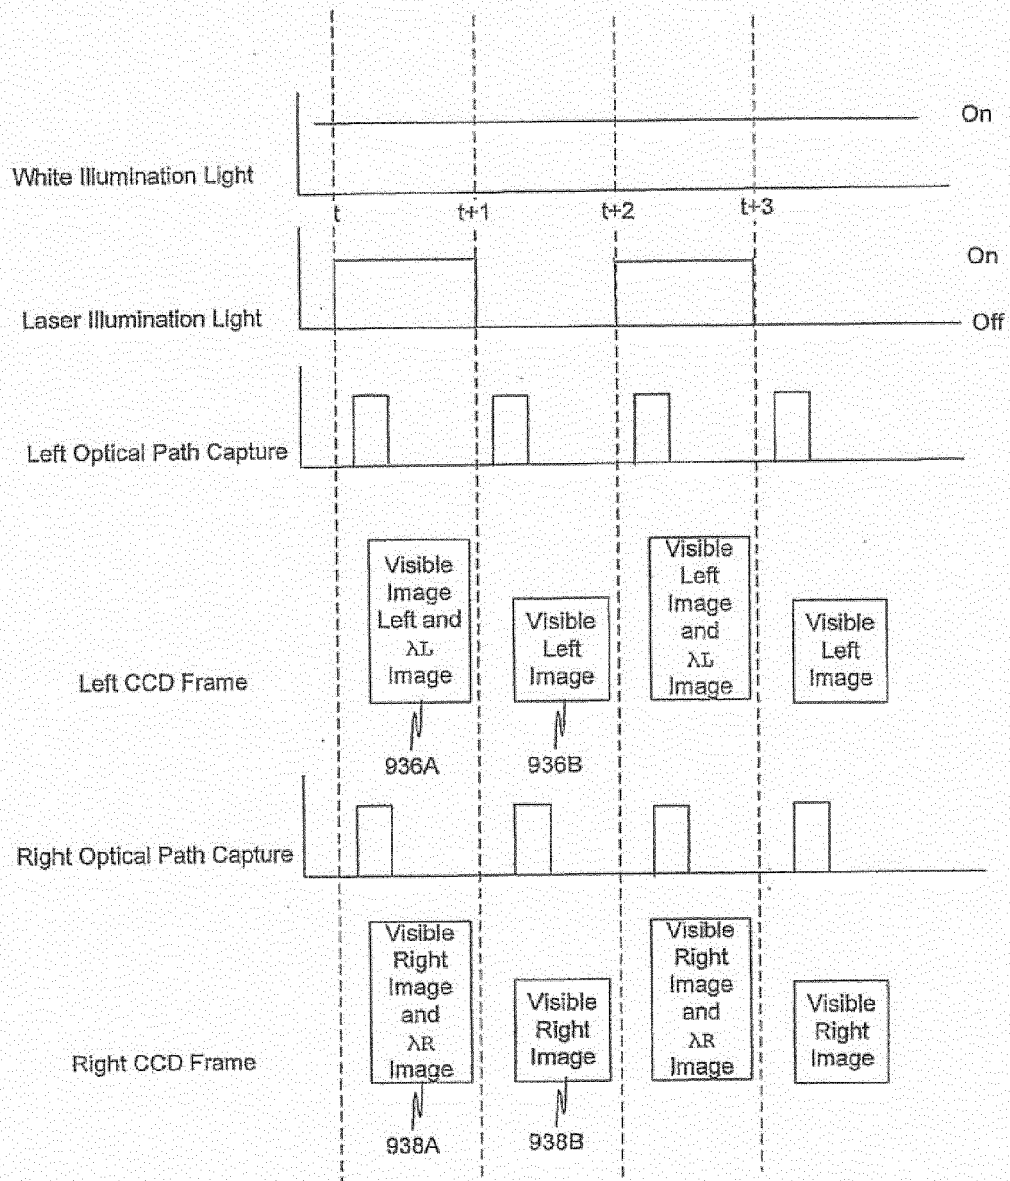 On
White Illumination Light
t
t+1
t+2
t+3
On
Laser Illumination Light
Off
Left Optical Path Capture
Visible
Image
Left and
λL
Image
Visible
Left
Image
Visible
Left
Image
and
λL
Image
Visible
Left
Image
Left CCD Frame
936A
936B
Right Optical Path Capture
Visible
Right
Image
and
λR
Image
Visible
Right
Image
Visible
Right
Image
and
λR
Image
Visible
Right
Image
Right CCD Frame
938A
938B